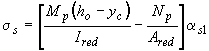 σ_s = [ M_p(h_o − y_c) / I_red − N_p / A_red ] α_s1